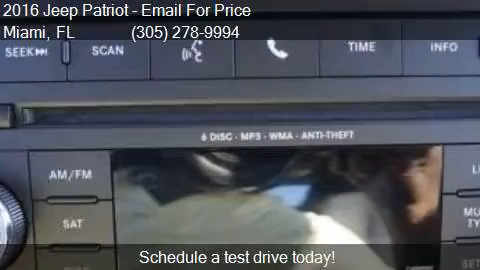 2016 Jeep Patriot - Email For Price
Miami, FL (305) 278-9994
SEEK SCAN TIME INFO
6 DISC - MP3 - WMA - ANTI-THEFT
AM/FM
SAT
Schedule a test drive today!